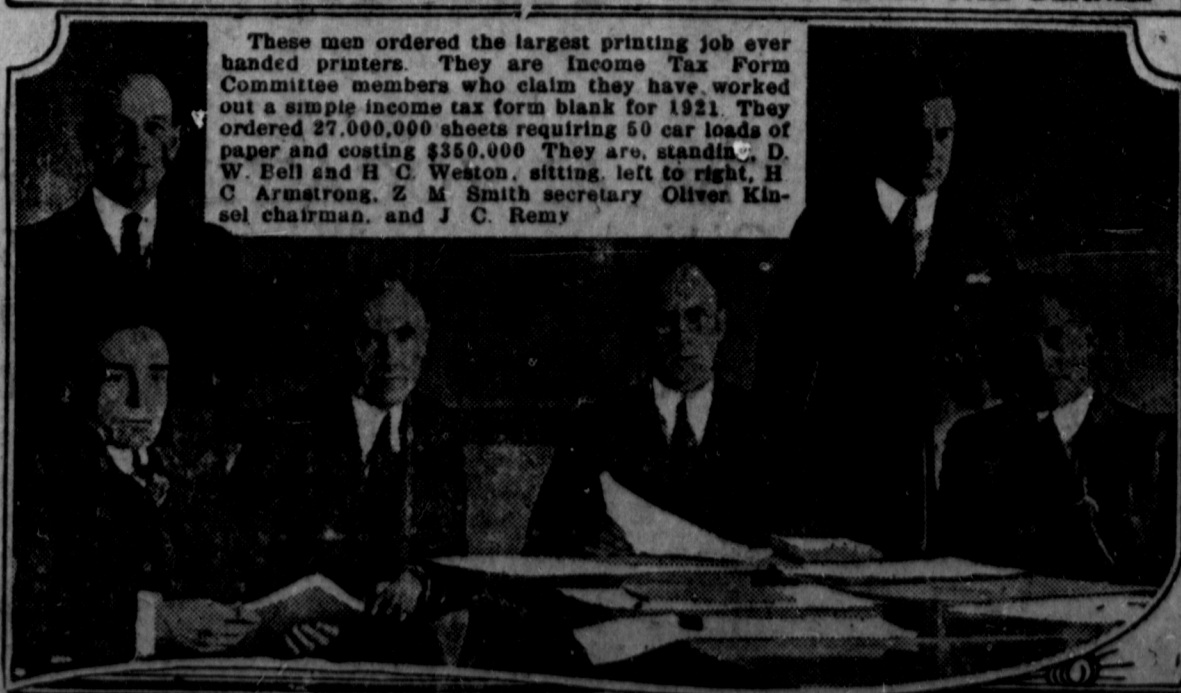 These men ordered the largest printing job ever
handed printers. They are Income Tax Form
Committee members who claim they have worked
out a simple income tax form blank for 1921. They
ordered 27.000,000 sheets requiring 50 car loads of
paper and costing $350.000 They are, standing, D.
W. Bell and H C. Weston, sitting, left to right, H
C Armstrong, Z M Smith secretary Oliver Kin-
sel chairman, and J C. Remy